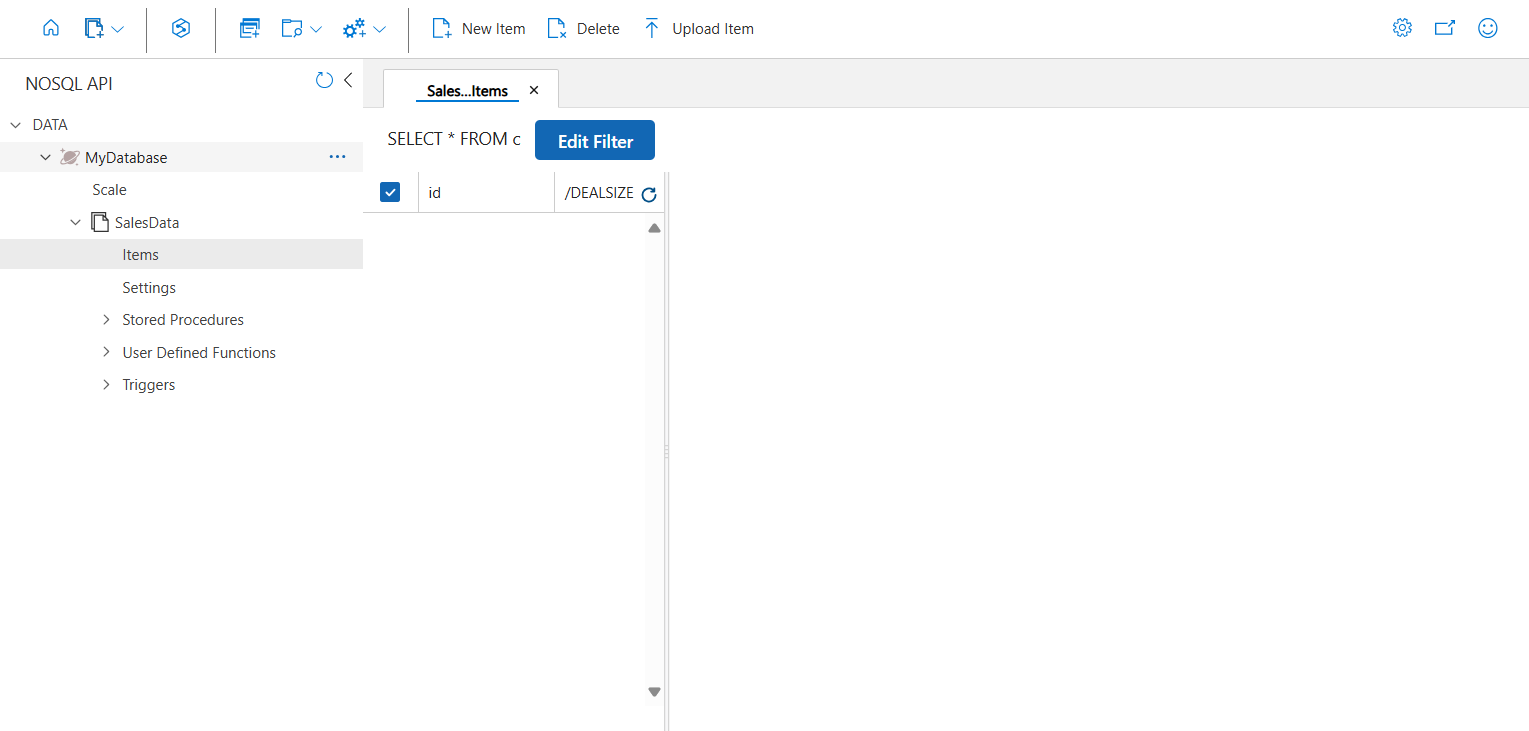 New Item
Delete
Upload Item
NOSQL API
DATA
MyDatabase
Scale
SalesData
Items
Settings
Stored Procedures
User Defined Functions
Triggers
Sales...Items
SELECT * FROM c
Edit Filter
id
/DEALSIZE